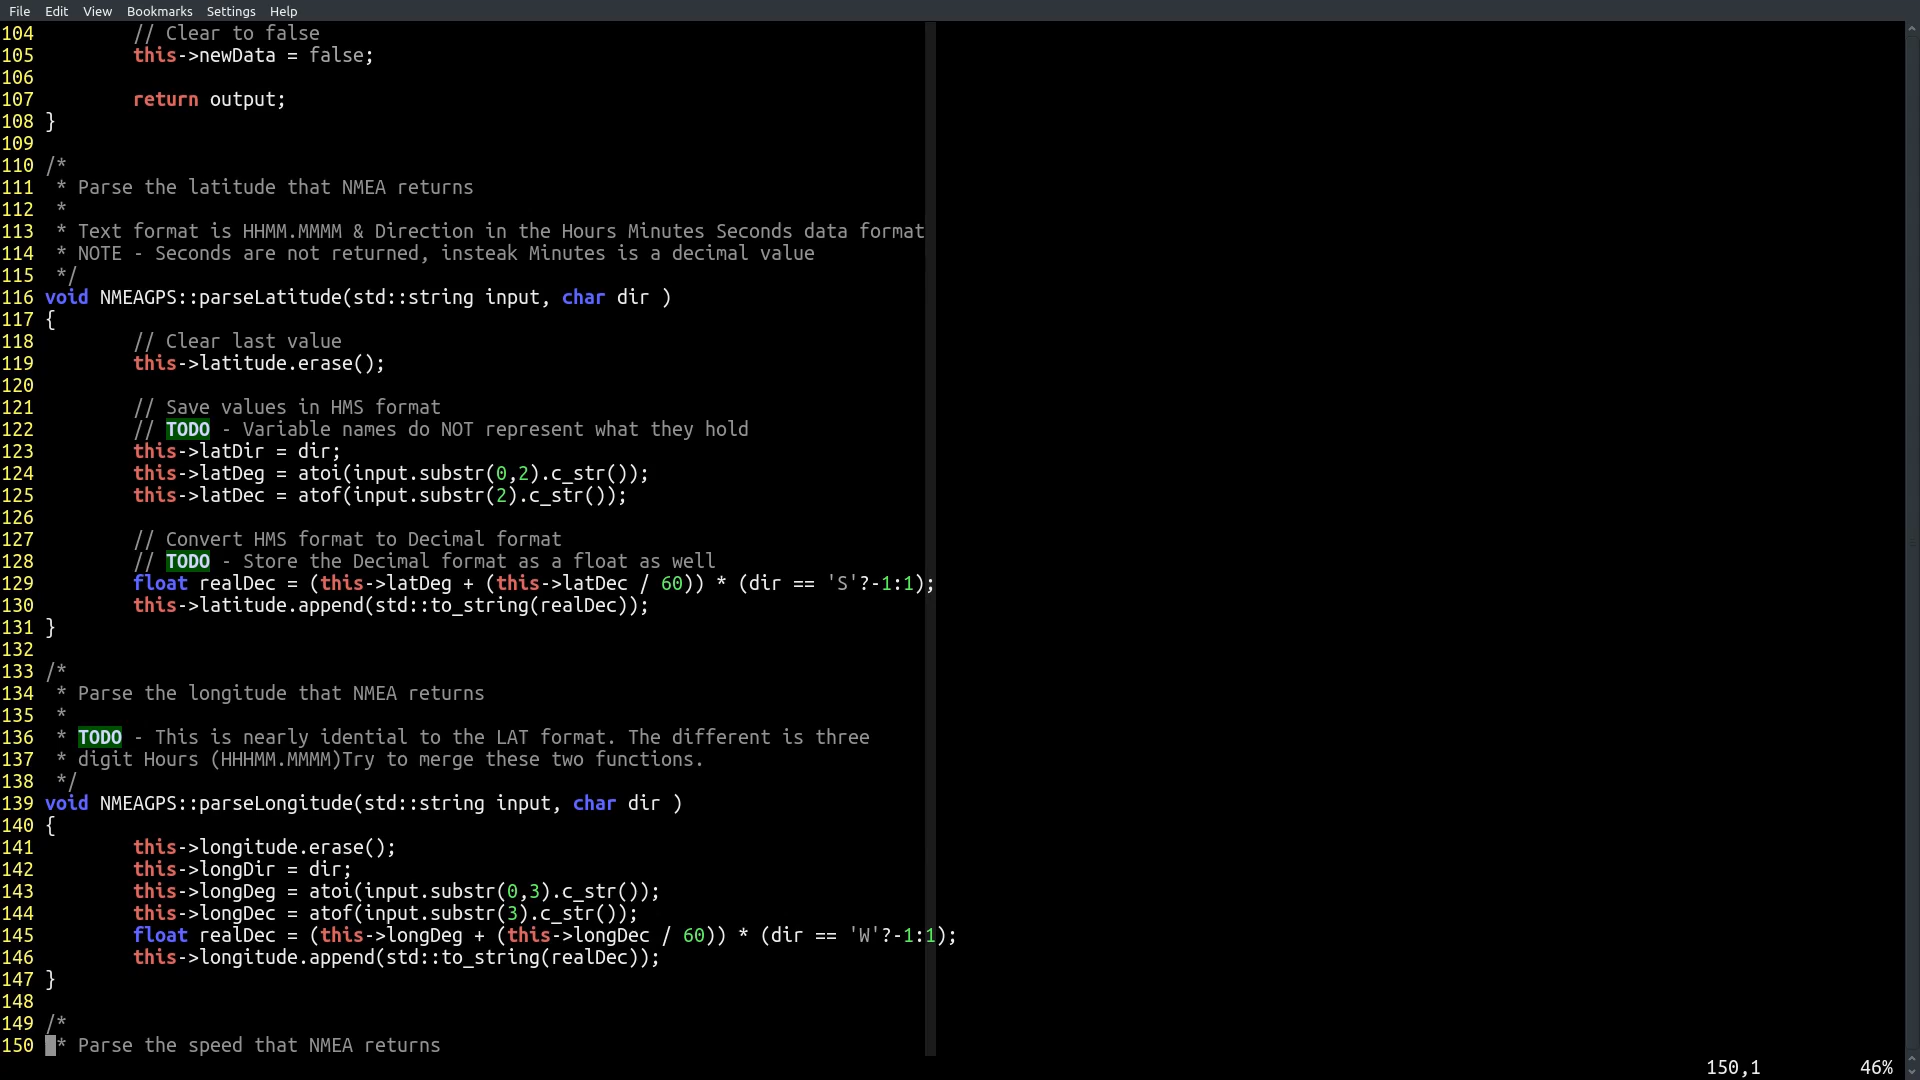 File Edit View Bookmarks Settings Help
104         // Clear to false
105         this->newData = false;
106
107         return output;
108 }
109
110 /*
111  * Parse the latitude that NMEA returns
112  *
113  * Text format is HHMM.MMMM & Direction in the Hours Minutes Seconds data format
114  * NOTE - Seconds are not returned, insteak Minutes is a decimal value
115  */
116 void NMEAGPS::parseLatitude(std::string input, char dir )
117 {
118         // Clear last value
119         this->latitude.erase();
120
121         // Save values in HMS format
122         // TODO - Variable names do NOT represent what they hold
123         this->latDir = dir;
124         this->latDeg = atoi(input.substr(0,2).c_str());
125         this->latDec = atof(input.substr(2).c_str());
126
127         // Convert HMS format to Decimal format
128         // TODO - Store the Decimal format as a float as well
129         float realDec = (this->latDeg + (this->latDec / 60)) * (dir == 'S'?-1:1);
130         this->latitude.append(std::to_string(realDec));
131 }
132
133 /*
134  * Parse the longitude that NMEA returns
135  *
136  * TODO - This is nearly idential to the LAT format. The different is three
137  * digit Hours (HHHMM.MMMM)Try to merge these two functions.
138  */
139 void NMEAGPS::parseLongitude(std::string input, char dir )
140 {
141         this->longitude.erase();
142         this->longDir = dir;
143         this->longDeg = atoi(input.substr(0,3).c_str());
144         this->longDec = atof(input.substr(3).c_str());
145         float realDec = (this->longDeg + (this->longDec / 60)) * (dir == 'W'?-1:1);
146         this->longitude.append(std::to_string(realDec));
147 }
148
149 /*
150  * Parse the speed that NMEA returns
150,1 46%